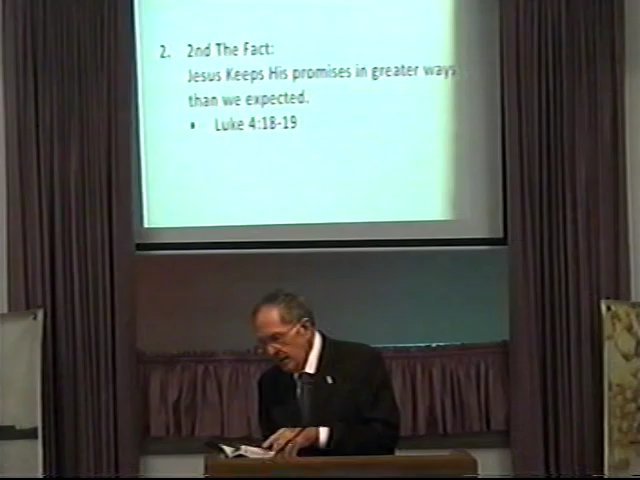 2. 2nd The Fact:
Jesus Keeps His promises in greater ways
than we expected.
• Luke 4:18-19